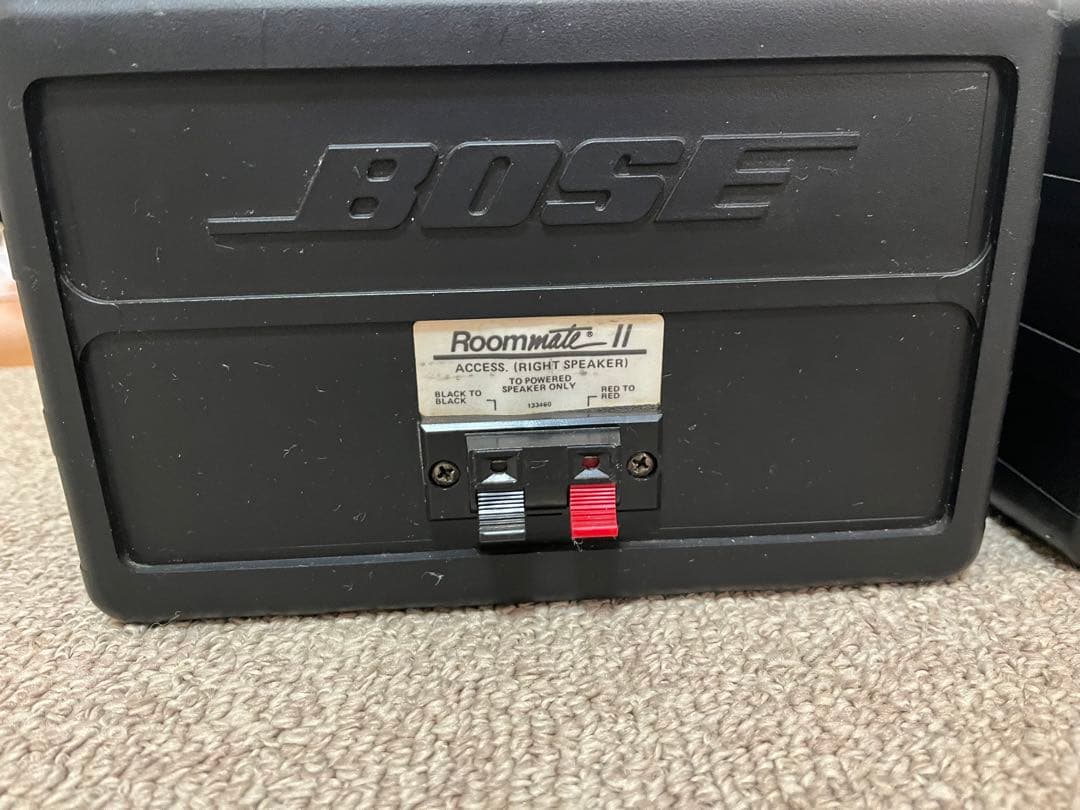 BOSE
Roommate® II
ACCESS. (RIGHT SPEAKER)
TO POWERED
SPEAKER ONLY
BLACK TO
BLACK
133460
RED TO
RED